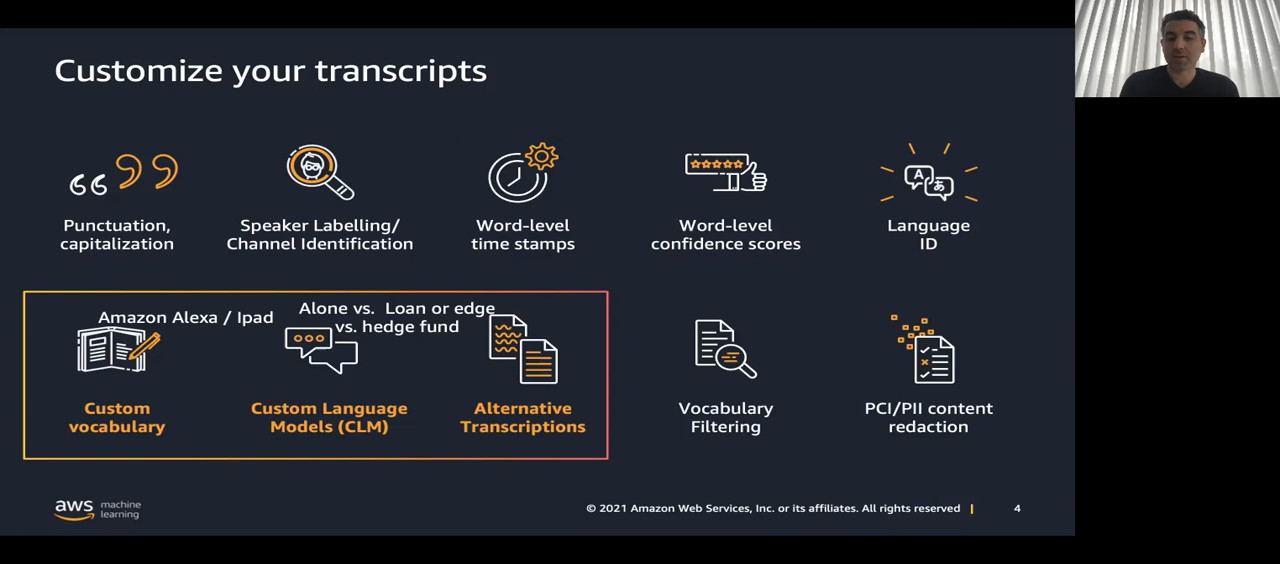 Customize your transcripts
Punctuation,
capitalization
Speaker Labelling/
Channel Identification
Word-level
time stamps
Word-level
confidence scores
A
あ
Language
ID
Amazon Alexa / Ipad
Alone vs.  Loan or edge
vs. hedge fund
Custom
vocabulary
Custom Language
Models (CLM)
Alternative
Transcriptions
Vocabulary
Filtering
PCI/PII content
redaction
aws
machine
learning
© 2021 Amazon Web Services, Inc. or its affiliates. All rights reserved |
4